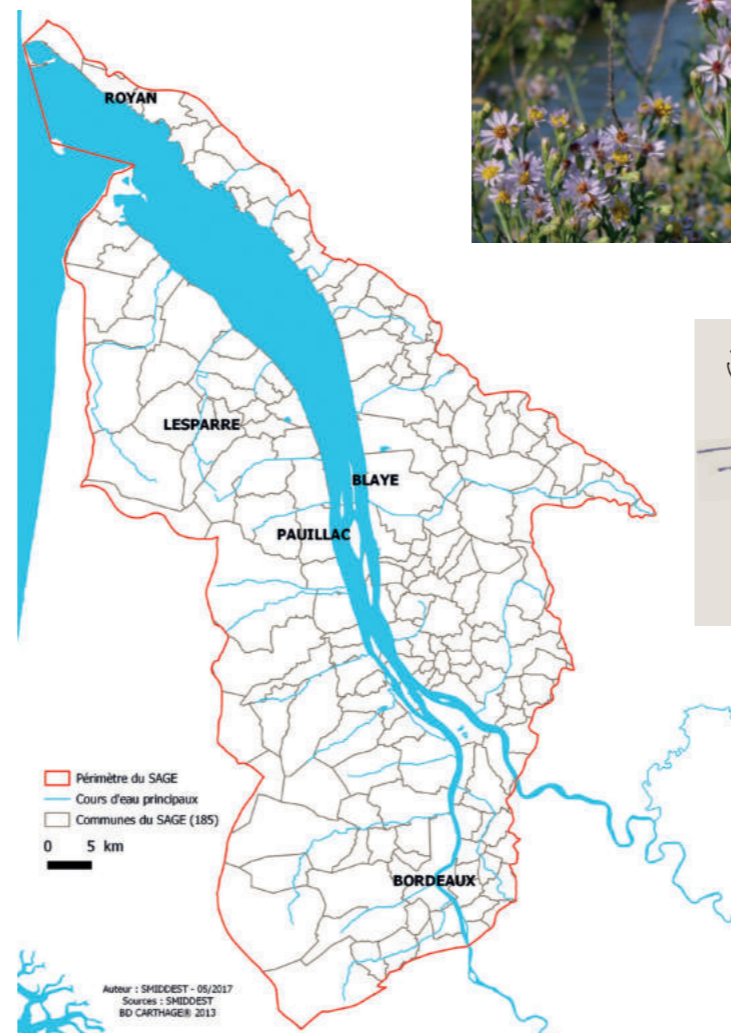 ROYAN
LESPARRE
BLAYE
PAUILLAC
Périmètre du SAGE
Cours d'eau principaux
Communes du SAGE (185)
0 5 km
BORDEAUX
Auteur : SMIDDEST - 05/2017
Sources : SMIDDEST
BD CARTHAGE® 2013